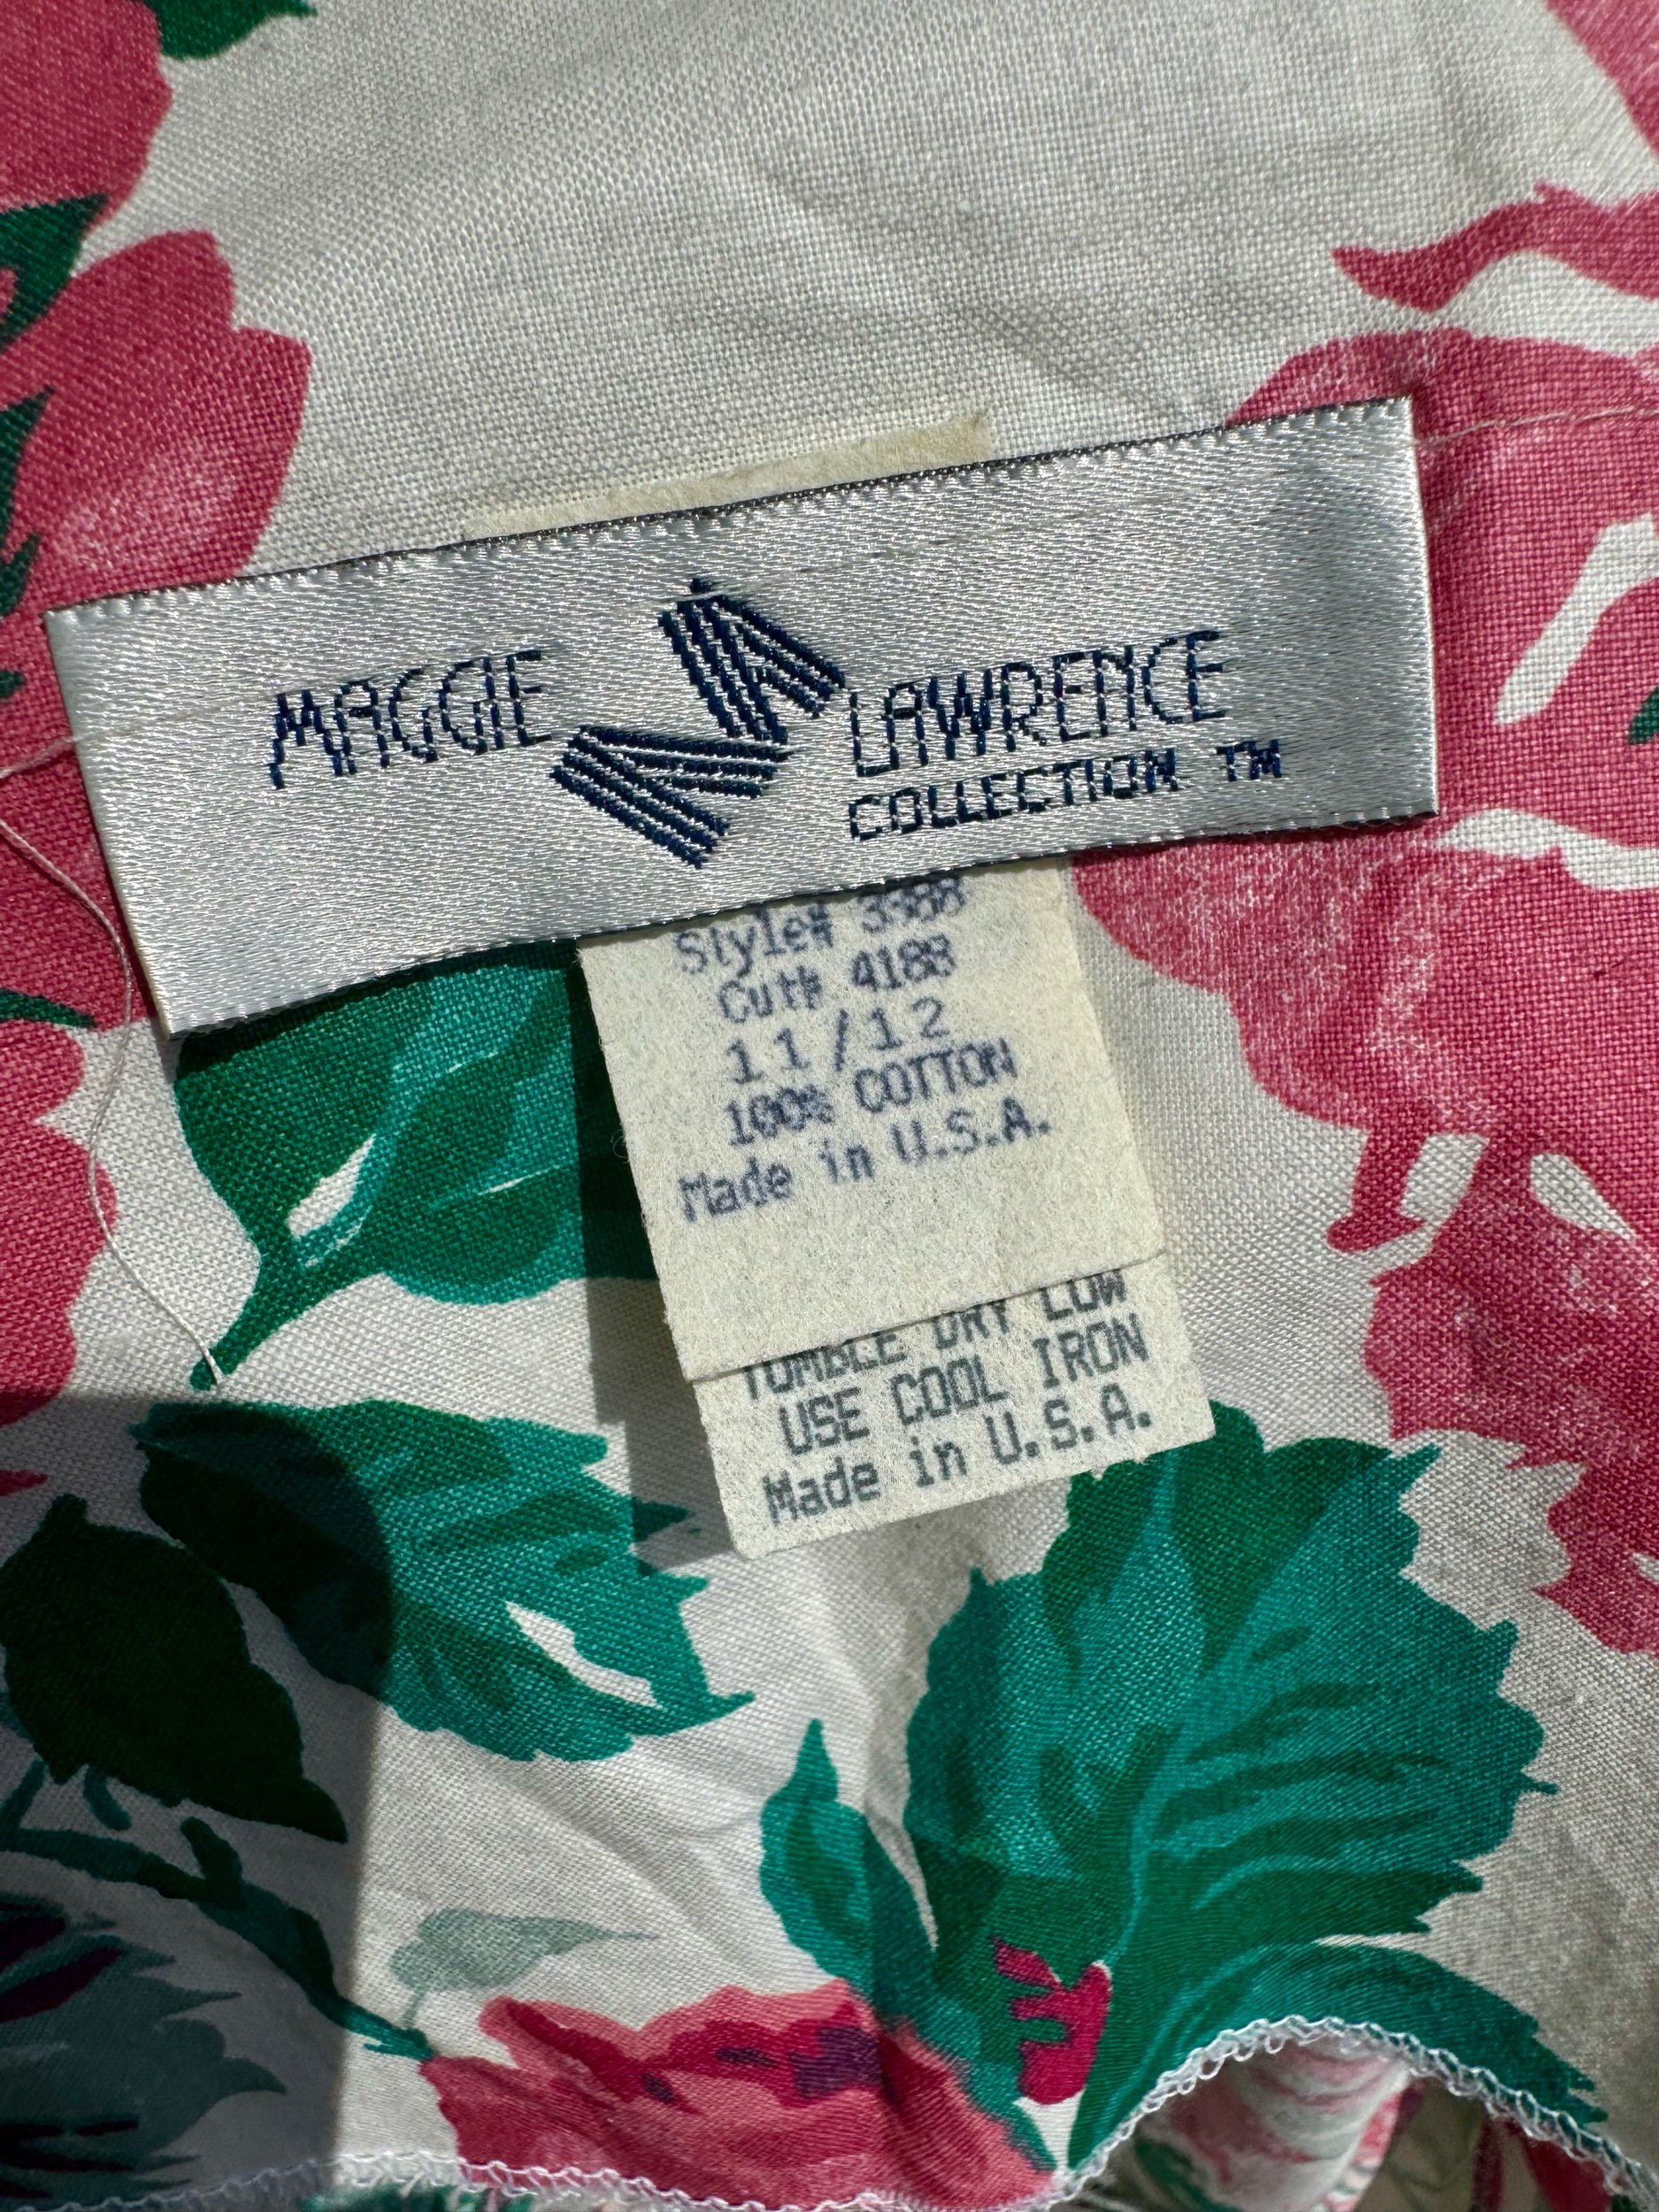 MAGGIE LAWRENCE
COLLECTION TM
Style# 3388
Cut# 4188
11/12
100% COTTON
Made in U.S.A.
TUMBLE DRY LOW
USE COOL IRON
Made in U.S.A.